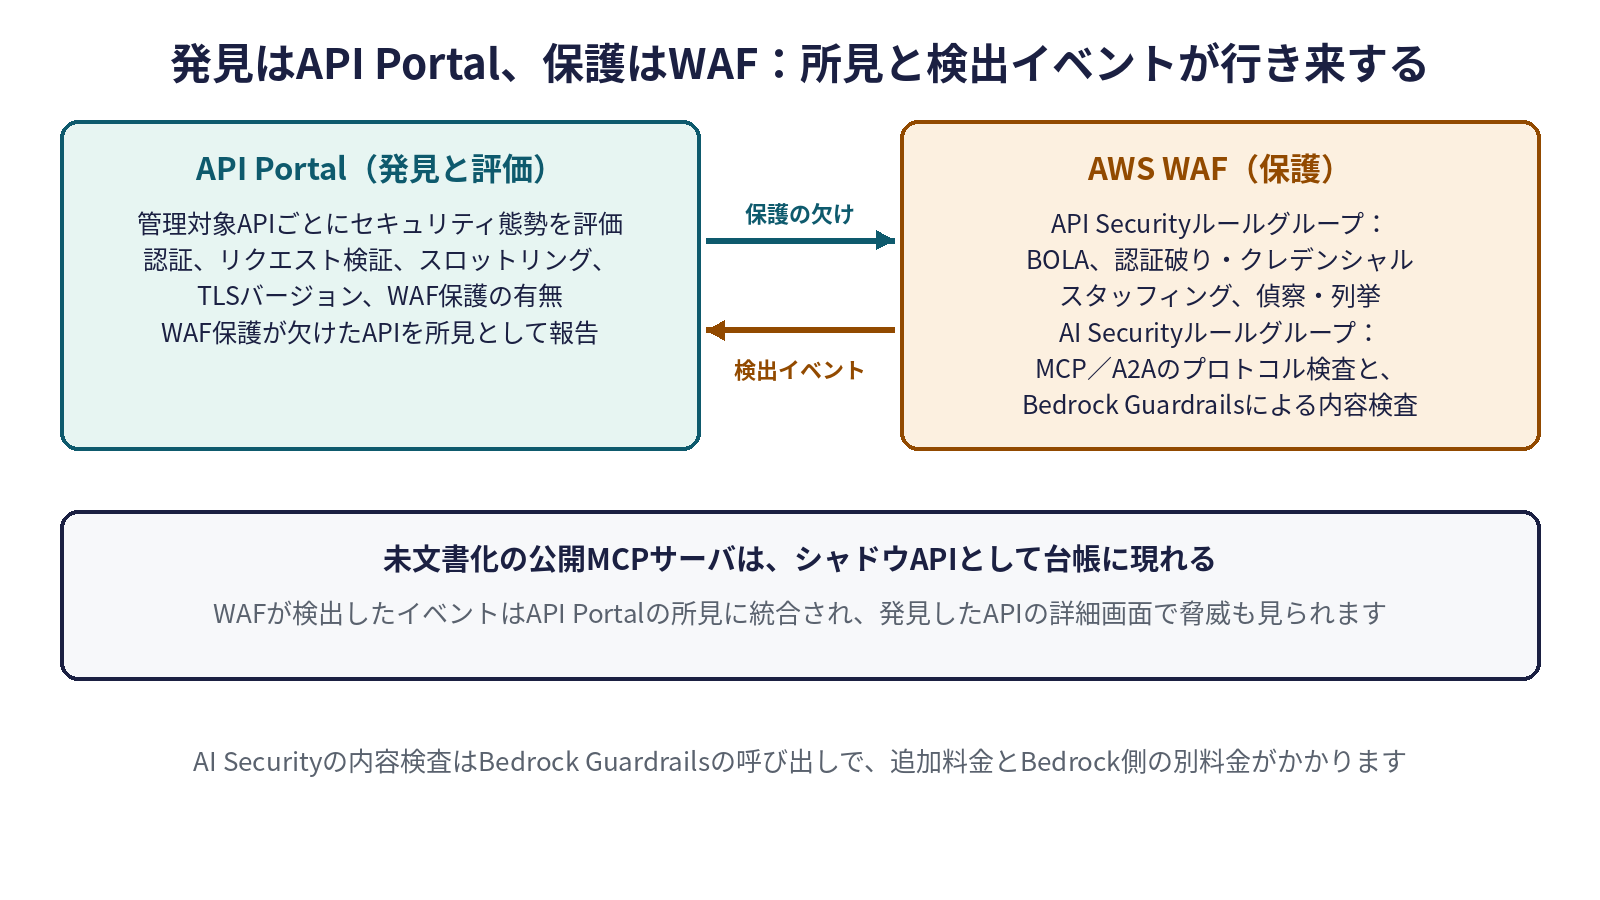 発見はAPI Portal、保護はWAF：所見と検出イベントが行き来する
API Portal（発見と評価）
管理対象APIごとにセキュリティ態勢を評価
認証、リクエスト検証、スロットリング、
TLSバージョン、WAF保護の有無
WAF保護が欠けたAPIを所見として報告
保護の欠け
検出イベント
AWS WAF（保護）
API Securityルールグループ：
BOLA、認証破り・クレデンシャル
スタッフィング、偵察・列挙
AI Securityルールグループ：
MCP／A2Aのプロトコル検査と、
Bedrock Guardrailsによる内容検査
未文書化の公開MCPサーバは、シャドウAPIとして台帳に現れる
WAFが検出したイベントはAPI Portalの所見に統合され、発見したAPIの詳細画面で脅威も見られます
AI Securityの内容検査はBedrock Guardrailsの呼び出しで、追加料金とBedrock側の別料金がかかります